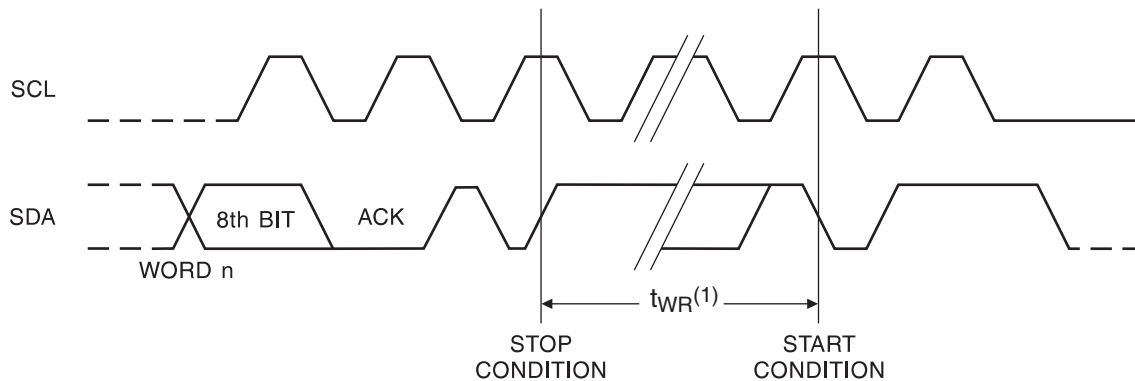 SCL
SDA
8th BIT
ACK
WORD n
tWR(1)
STOP
CONDITION
START
CONDITION